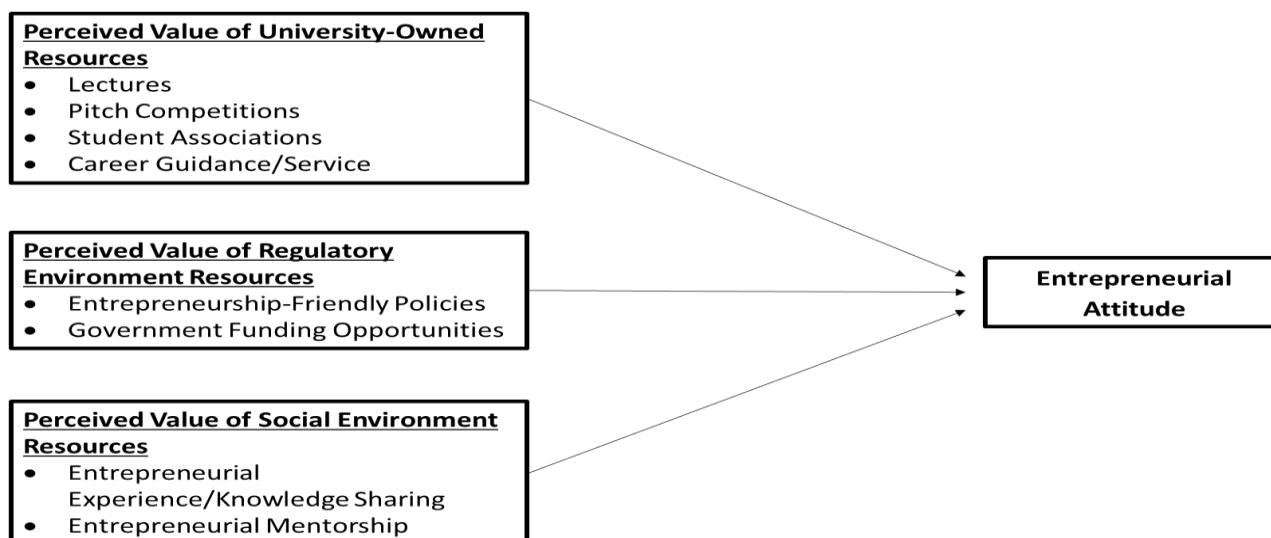 Perceived Value of University-Owned
Resources
• Lectures
• Pitch Competitions
• Student Associations
• Career Guidance/Service
Perceived Value of Regulatory
Environment Resources
• Entrepreneurship-Friendly Policies
• Government Funding Opportunities
Entrepreneurial
Attitude
Perceived Value of Social Environment
Resources
• Entrepreneurial
Experience/Knowledge Sharing
• Entrepreneurial Mentorship